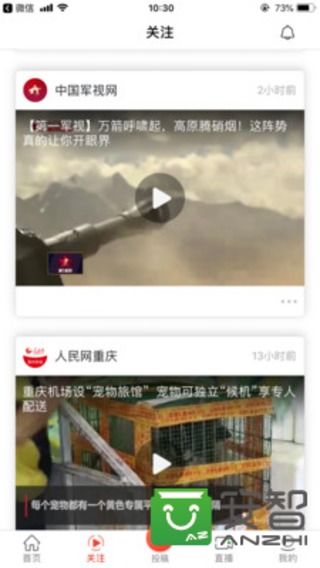 微信
10:30
73%
关注
中国军视网
2小时前
【第一军视】万箭呼啸起，高原腾硝烟！这阵势
真的让你开眼界
人民网重庆
13小时前
重庆机场设“宠物旅馆” 宠物可独立“候机”享专人
配送
每个宠物都有一个黄色专属平
隔
安智
ANZHI
AZ
首页
关注
投稿
直播
我的